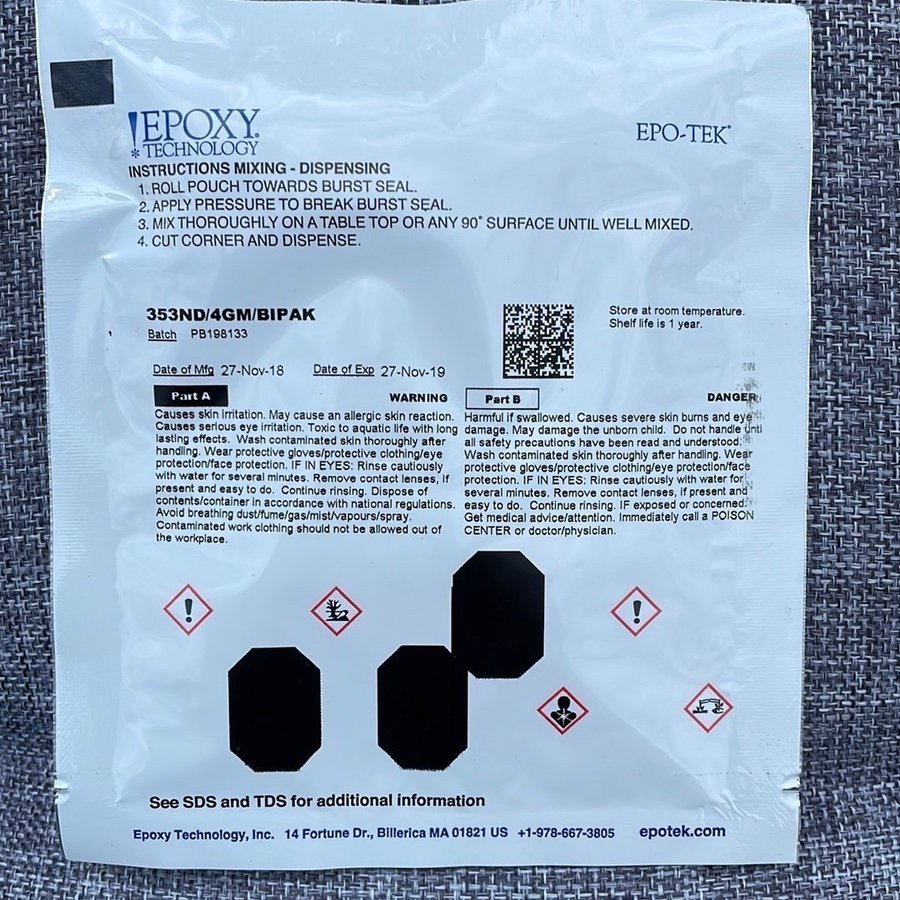 EPOXY
TECHNOLOGY
EPO-TEK®
INSTRUCTIONS MIXING - DISPENSING
1. ROLL POUCH TOWARDS BURST SEAL.
2. APPLY PRESSURE TO BREAK BURST SEAL.
3. MIX THOROUGHLY ON A TABLE TOP OR ANY 90° SURFACE UNTIL WELL MIXED.
4. CUT CORNER AND DISPENSE.
353ND/4GM/BIPAK
Batch PB198133
Store at room temperature.
Shelf life is 1 year.
Date of Mfg 27-Nov-18 Date of Exp 27-Nov-19
Part A WARNING
Causes skin irritation. May cause an allergic skin reaction.
Causes serious eye irritation. Toxic to aquatic life with long
lasting effects. Wash contaminated skin thoroughly after
handling. Wear protective gloves/protective clothing/eye
protection/face protection. IF IN EYES: Rinse cautiously
with water for several minutes. Remove contact lenses, if
present and easy to do. Continue rinsing. Dispose of
contents/container in accordance with national regulations.
Avoid breathing dust/fume/gas/mist/vapours/spray.
Contaminated work clothing should not be allowed out of
the workplace.
Part B DANGER
Harmful if swallowed. Causes severe skin burns and eye
damage. May damage the unborn child. Do not handle unti
all safety precautions have been read and understood.
Wash contaminated skin thoroughly after handling. Wear
protective gloves/protective clothing/eye protection/face
protection. IF IN EYES: Rinse cautiously with water for
several minutes. Remove contact lenses, if present and
easy to do. Continue rinsing. IF exposed or concerned:
Get medical advice/attention. Immediately call a POISON
CENTER or doctor/physician.
See SDS and TDS for additional information
Epoxy Technology, Inc. 14 Fortune Dr., Billerica MA 01821 US +1-978-667-3805 epotek.com